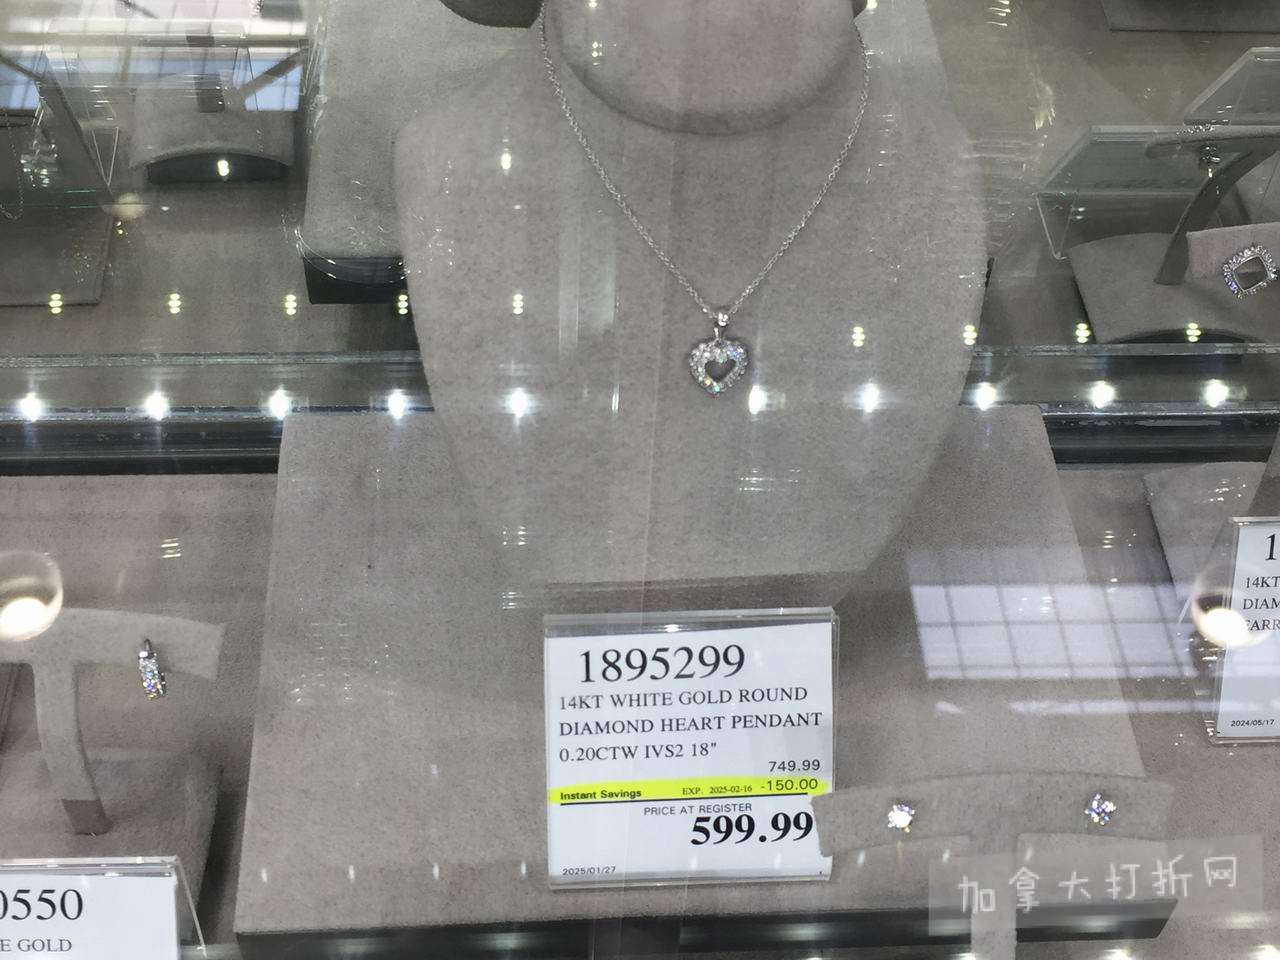 1895299
14KT WHITE GOLD ROUND
DIAMOND HEART PENDANT
0.20CTW IVS2 18"
749.99
Instant Savings EXP. 2025-02-16 -150.00
PRICE AT REGISTER
599.99
2025/01/27
1
14KT
DIAM
EARR
2024/05/17
0550
E GOLD
加拿大打折网